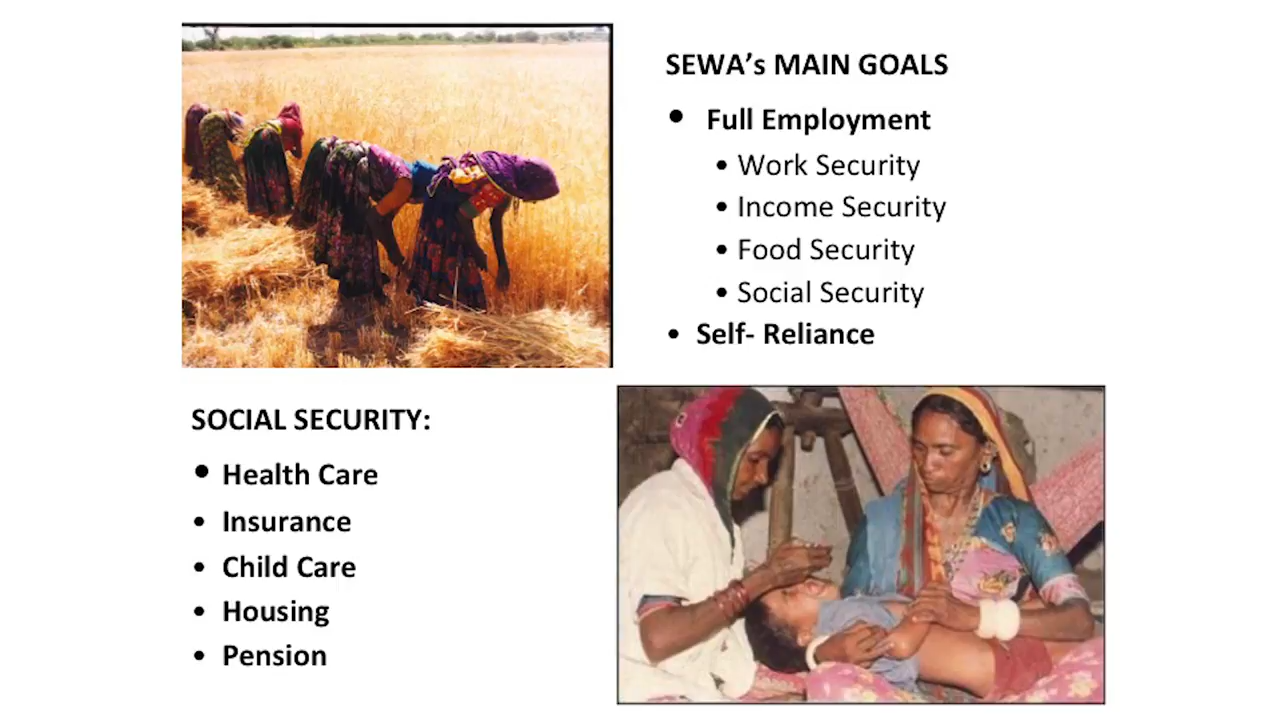 SEWA’s MAIN GOALS
• Full Employment
• Work Security
• Income Security
• Food Security
• Social Security
• Self- Reliance
SOCIAL SECURITY:
• Health Care
• Insurance
• Child Care
• Housing
• Pension